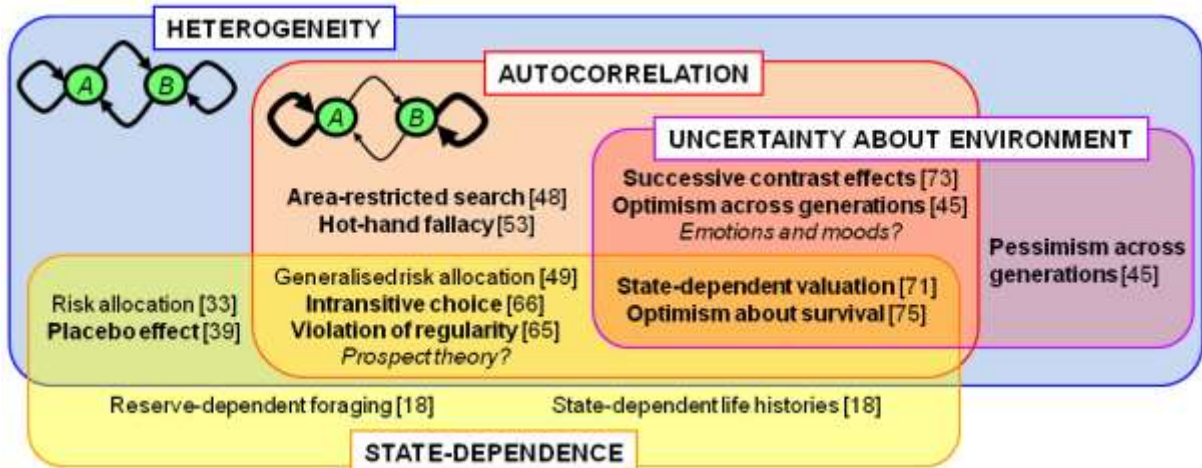 HETEROGENEITY
A B
AUTOCORRELATION
A B
UNCERTAINTY ABOUT ENVIRONMENT
Area-restricted search [48]
Hot-hand fallacy [53]
Successive contrast effects [73]
Optimism across generations [45]
Emotions and moods?
Pessimism across
generations [45]
Risk allocation [33]
Placebo effect [39]
Generalised risk allocation [49]
Intransitive choice [66]
Violation of regularity [65]
Prospect theory?
State-dependent valuation [71]
Optimism about survival [75]
Reserve-dependent foraging [18]
State-dependent life histories [18]
STATE-DEPENDENCE